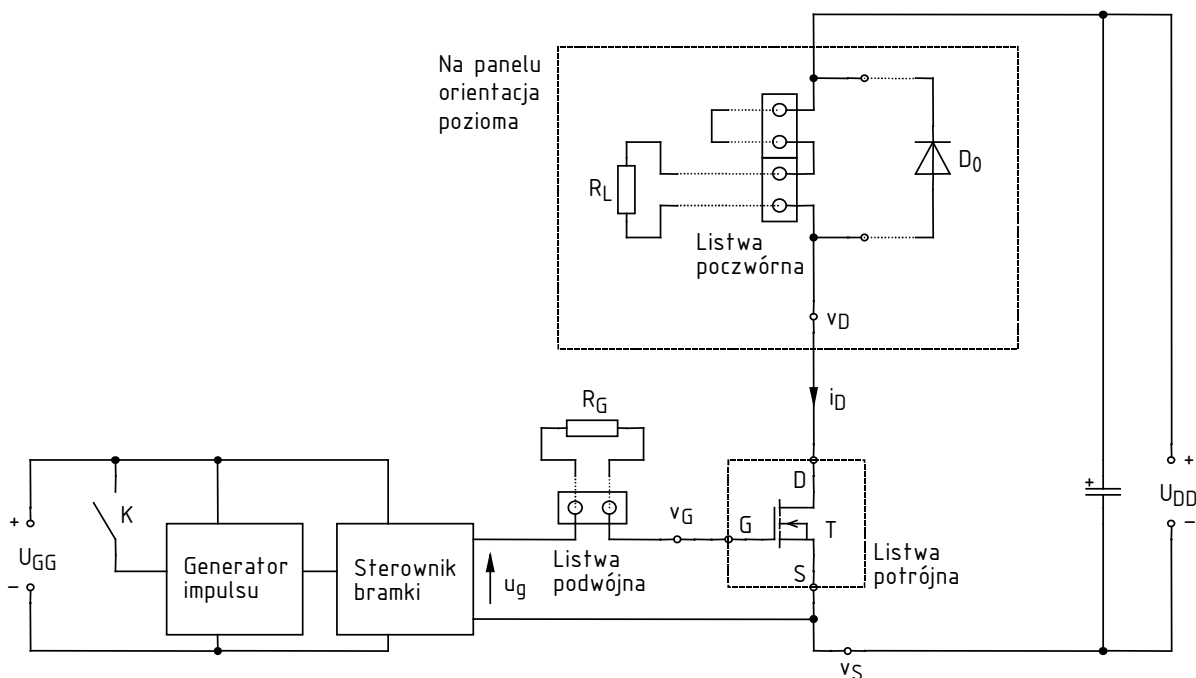 Na panelu
orientacja
pozioma
R_L
D_0
Listwa
poczwórna
v_D
i_D
R_G
K
+
U_GG
−
Generator
impulsu
Sterownik
bramki
u_g
Listwa
podwójna
v_G
G
D
T
S
Listwa
potrójna
v_S
+
+
U_DD
−